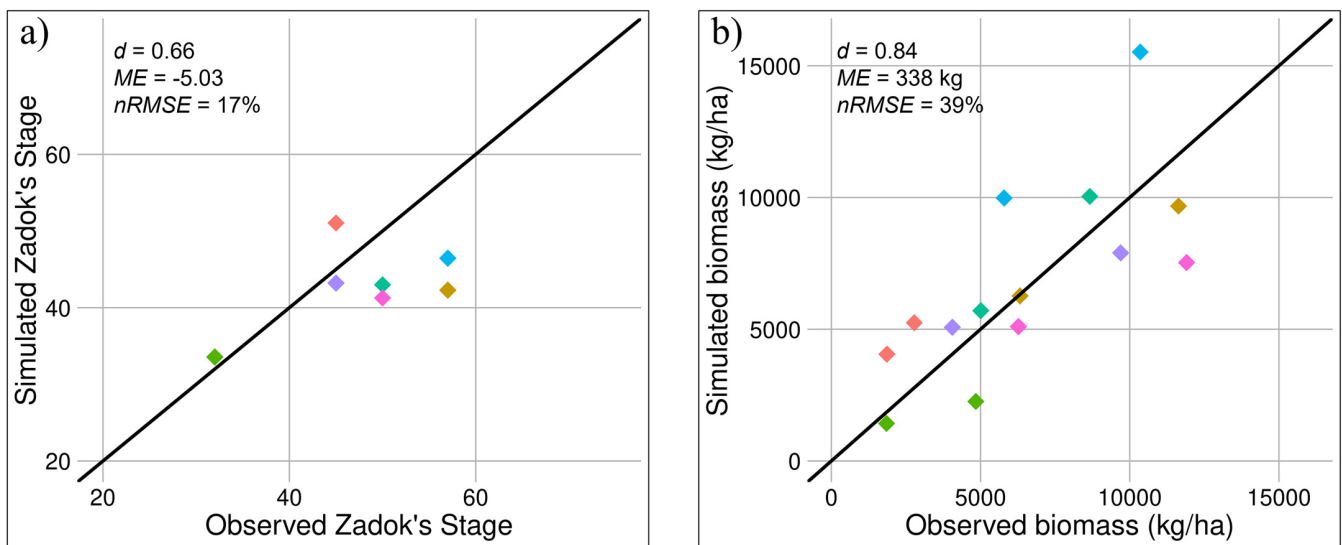 a)
d = 0.66
ME = -5.03
nRMSE = 17%
Simulated Zadok's Stage
60
40
20
20 40 60
Observed Zadok's Stage
b)
d = 0.84
ME = 338 kg
nRMSE = 39%
Simulated biomass (kg/ha)
15000
10000
5000
0
0 5000 10000 15000
Observed biomass (kg/ha)